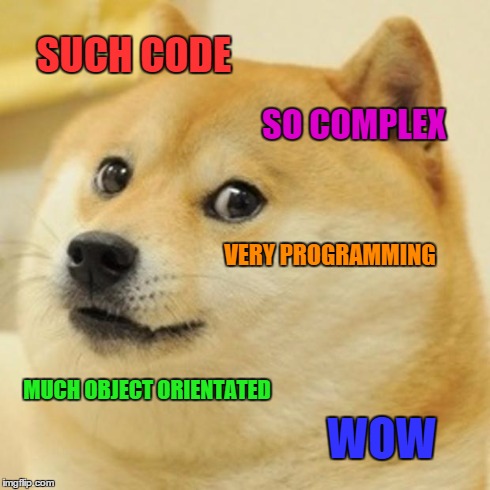 SUCH CODE
SO COMPLEX
VERY PROGRAMMING
MUCH OBJECT ORIENTATED
WOW
imgflip.com